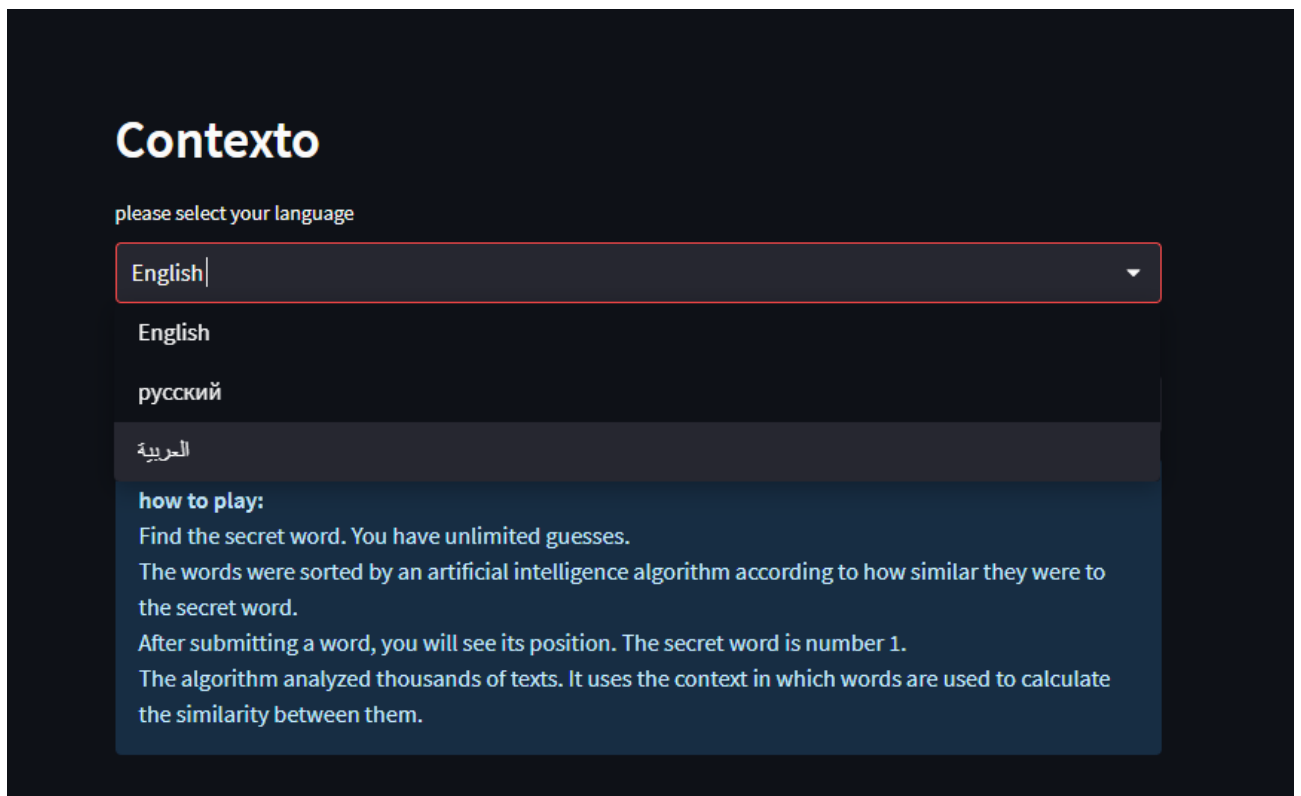 Contexto
please select your language
English
English
русский
العربية
how to play:
Find the secret word. You have unlimited guesses.
The words were sorted by an artificial intelligence algorithm according to how similar they were to
the secret word.
After submitting a word, you will see its position. The secret word is number 1.
The algorithm analyzed thousands of texts. It uses the context in which words are used to calculate
the similarity between them.